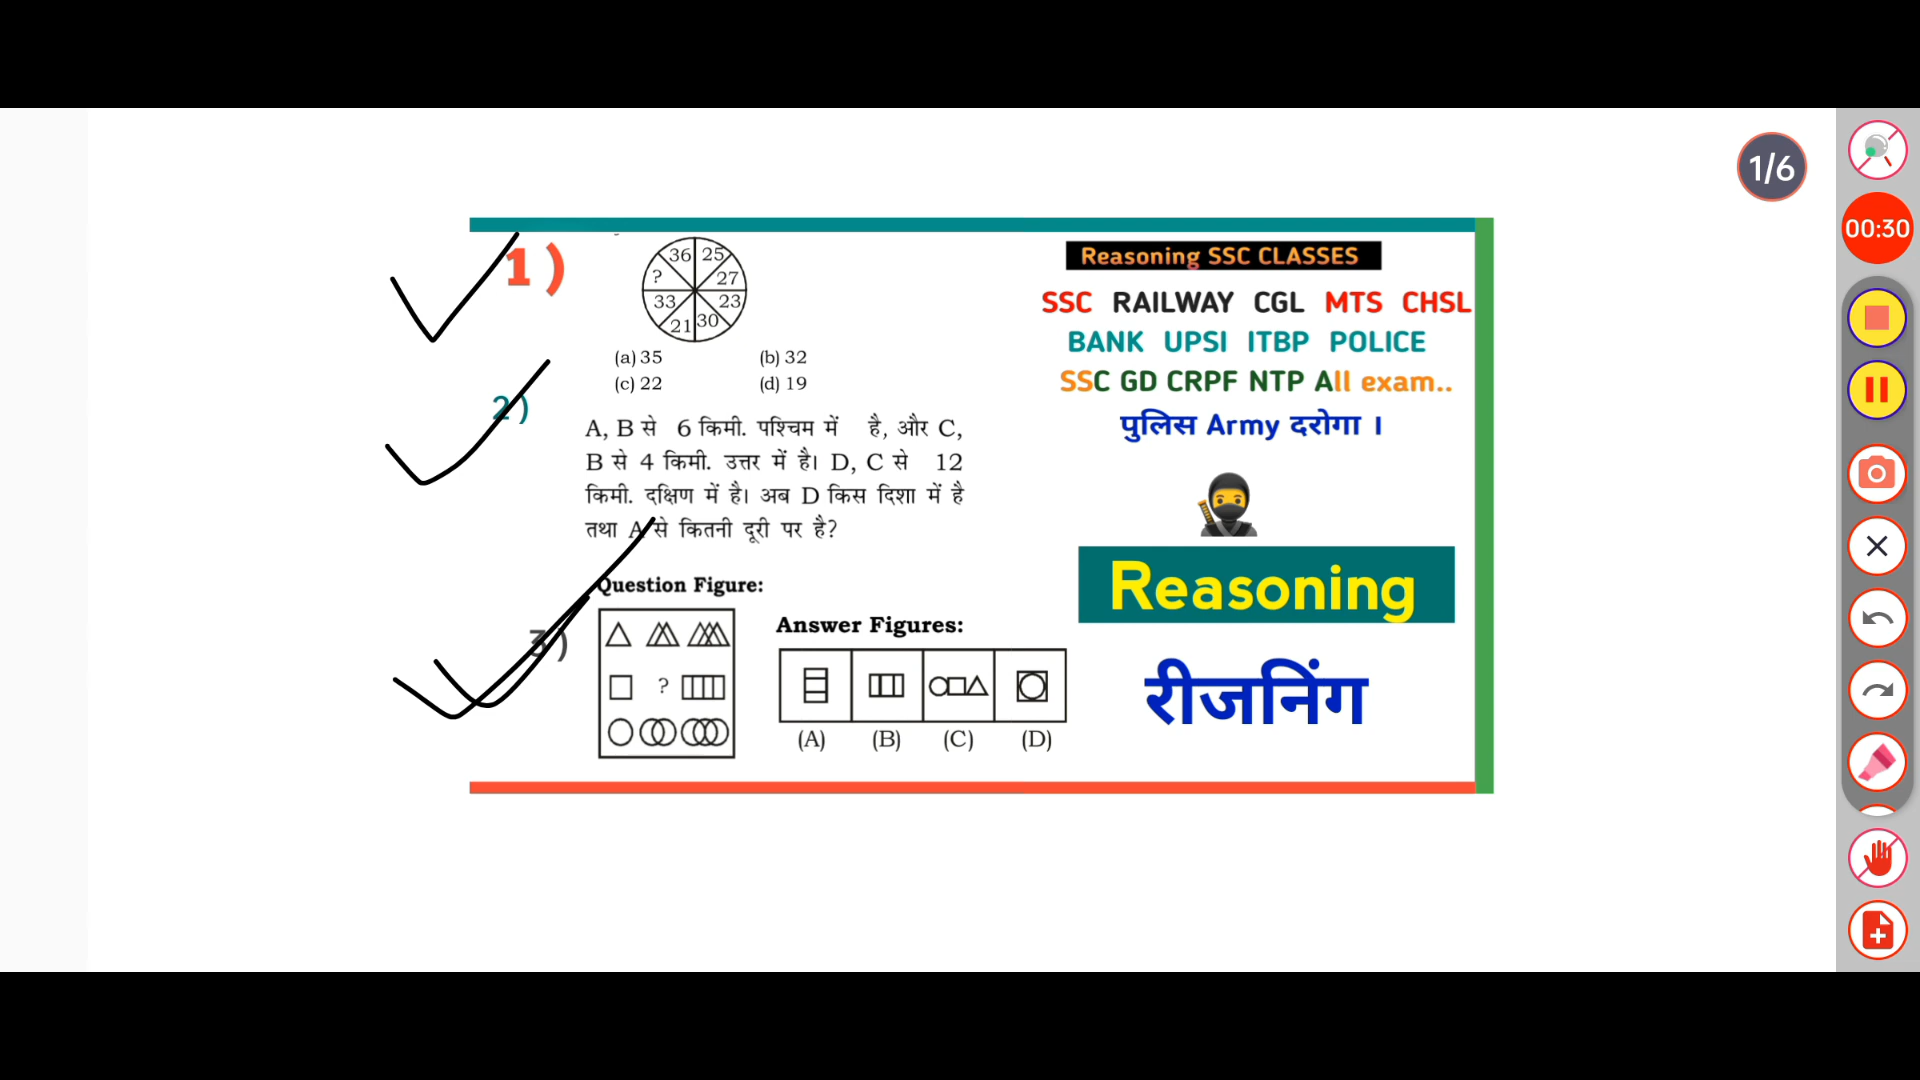 1/6
00:30
1)
36 25
? 27
33 23
21 30
(a) 35 (b) 32
(c) 22 (d) 19
2)
A, B से 6 किमी. पश्चिम में है, और C,
B से 4 किमी. उत्तर में है। D, C से 12
किमी. दक्षिण में है। अब D किस दिशा में है
तथा A से कितनी दूरी पर है?
3)
Question Figure:
?
Answer Figures:
(A) (B) (C) (D)
Reasoning SSC CLASSES
SSC RAILWAY CGL MTS CHSL
BANK UPSI ITBP POLICE
SSC GD CRPF NTP All exam..
पुलिस Army दरोगा ।
Reasoning
रीजनिंग